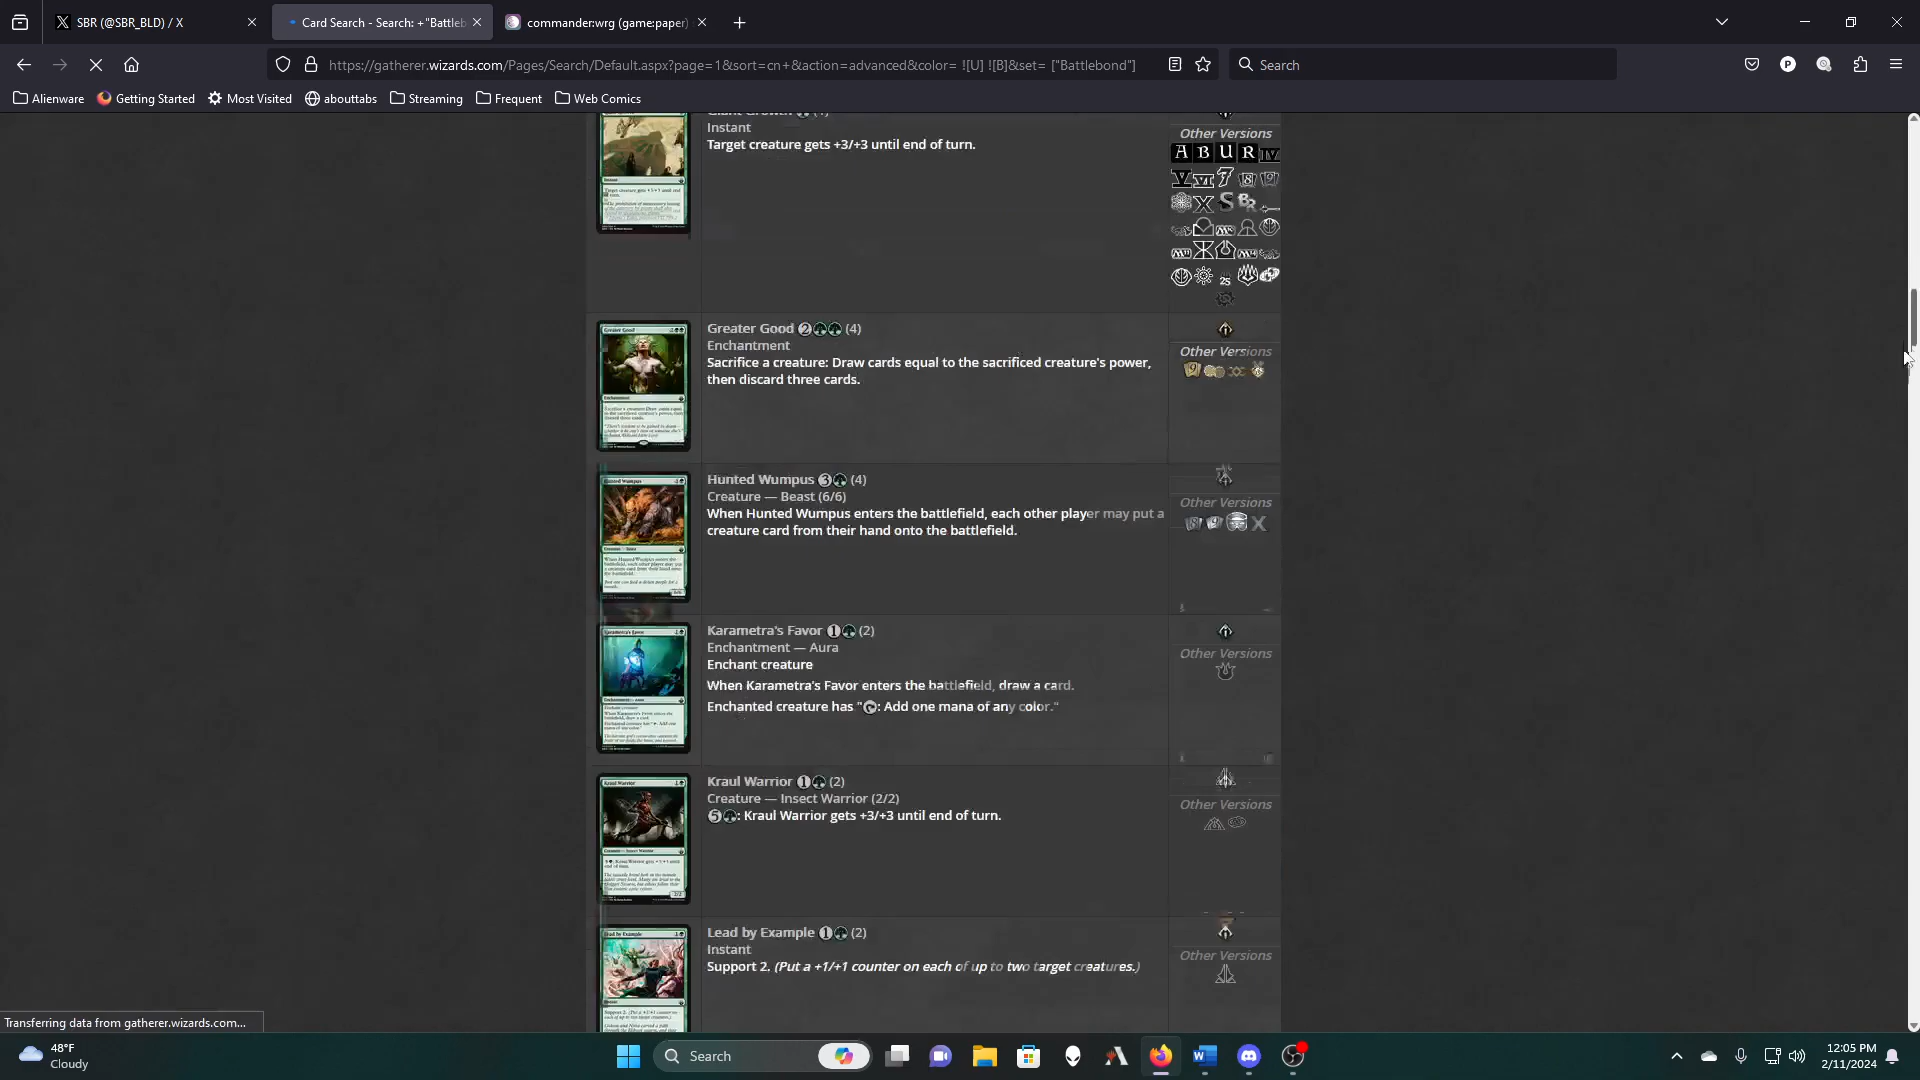 SBR (@SBR_BLD) / X
Card Search - Search: +"Battleb
commander:wrg (game:paper)
https://gatherer.wizards.com/Pages/Search/Default.aspx?page=1&sort=cn+&action=advanced&color= ![U] ![B]&set= ["Battlebond"]
Search
Alienware
Getting Started
Most Visited
abouttabs
Streaming
Frequent
Web Comics
Instant
Target creature gets +3/+3 until end of turn.
Other Versions
Greater Good 2 (4)
Enchantment
Sacrifice a creature: Draw cards equal to the sacrificed creature's power,
then discard three cards.
Other Versions
Hunted Wumpus 3 (4)
Creature — Beast (6/6)
When Hunted Wumpus enters the battlefield, each other player may put a
creature card from their hand onto the battlefield.
Other Versions
Karametra's Favor 1 (2)
Enchantment — Aura
Enchant creature
When Karametra's Favor enters the battlefield, draw a card.
Enchanted creature has " : Add one mana of any color."
Other Versions
Kraul Warrior 1 (2)
Creature — Insect Warrior (2/2)
5 : Kraul Warrior gets +3/+3 until end of turn.
Other Versions
Lead by Example 1 (2)
Instant
Support 2. (Put a +1/+1 counter on each of up to two target creatures.)
Other Versions
Transferring data from gatherer.wizards.com...
48°F
Cloudy
Search
12:05 PM
2/11/2024